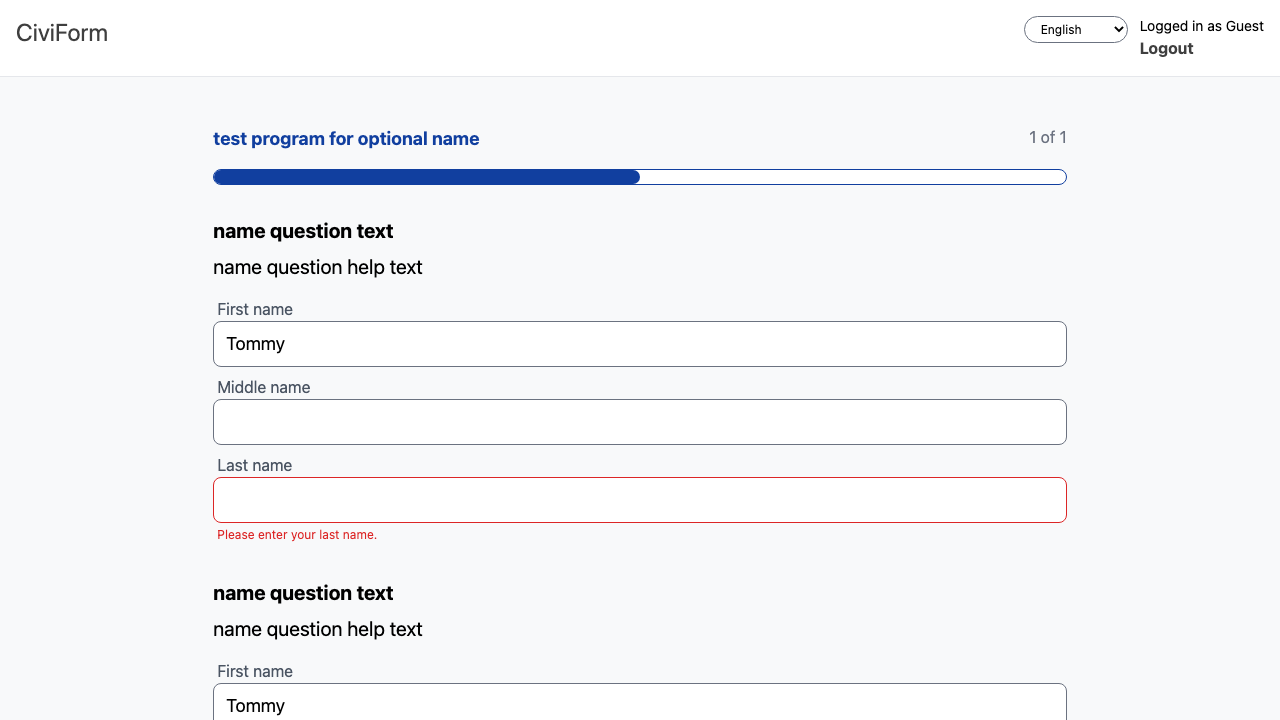 CiviForm
English
Logged in as Guest
Logout
test program for optional name
1 of 1
name question text
name question help text
First name
Tommy
Middle name
Last name
Please enter your last name.
name question text
name question help text
First name
Tommy